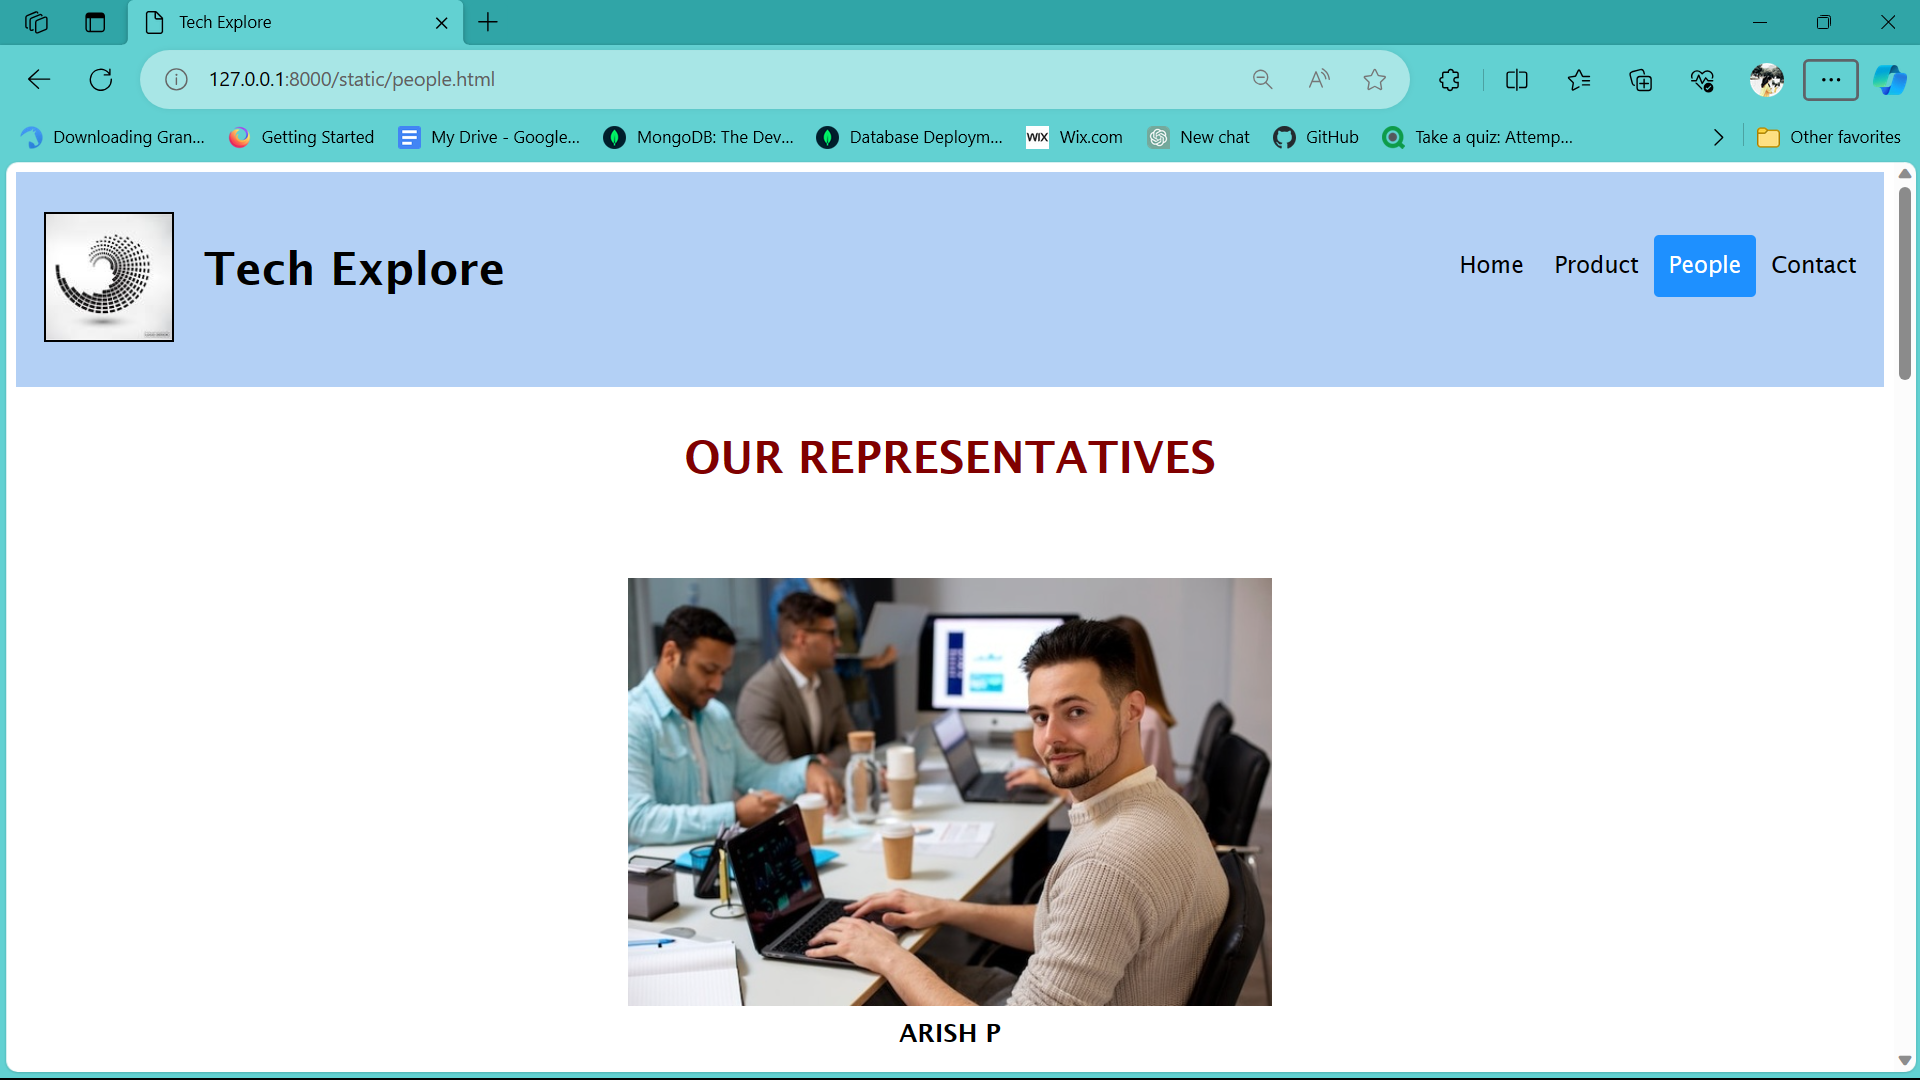 Tech Explore
127.0.0.1:8000/static/people.html
Downloading Gran... Getting Started My Drive - Google... MongoDB: The Dev... Database Deploym... WIX Wix.com New chat GitHub Take a quiz: Attemp... Other favorites
Tech Explore
Home Product People Contact
OUR REPRESENTATIVES
ARISH P